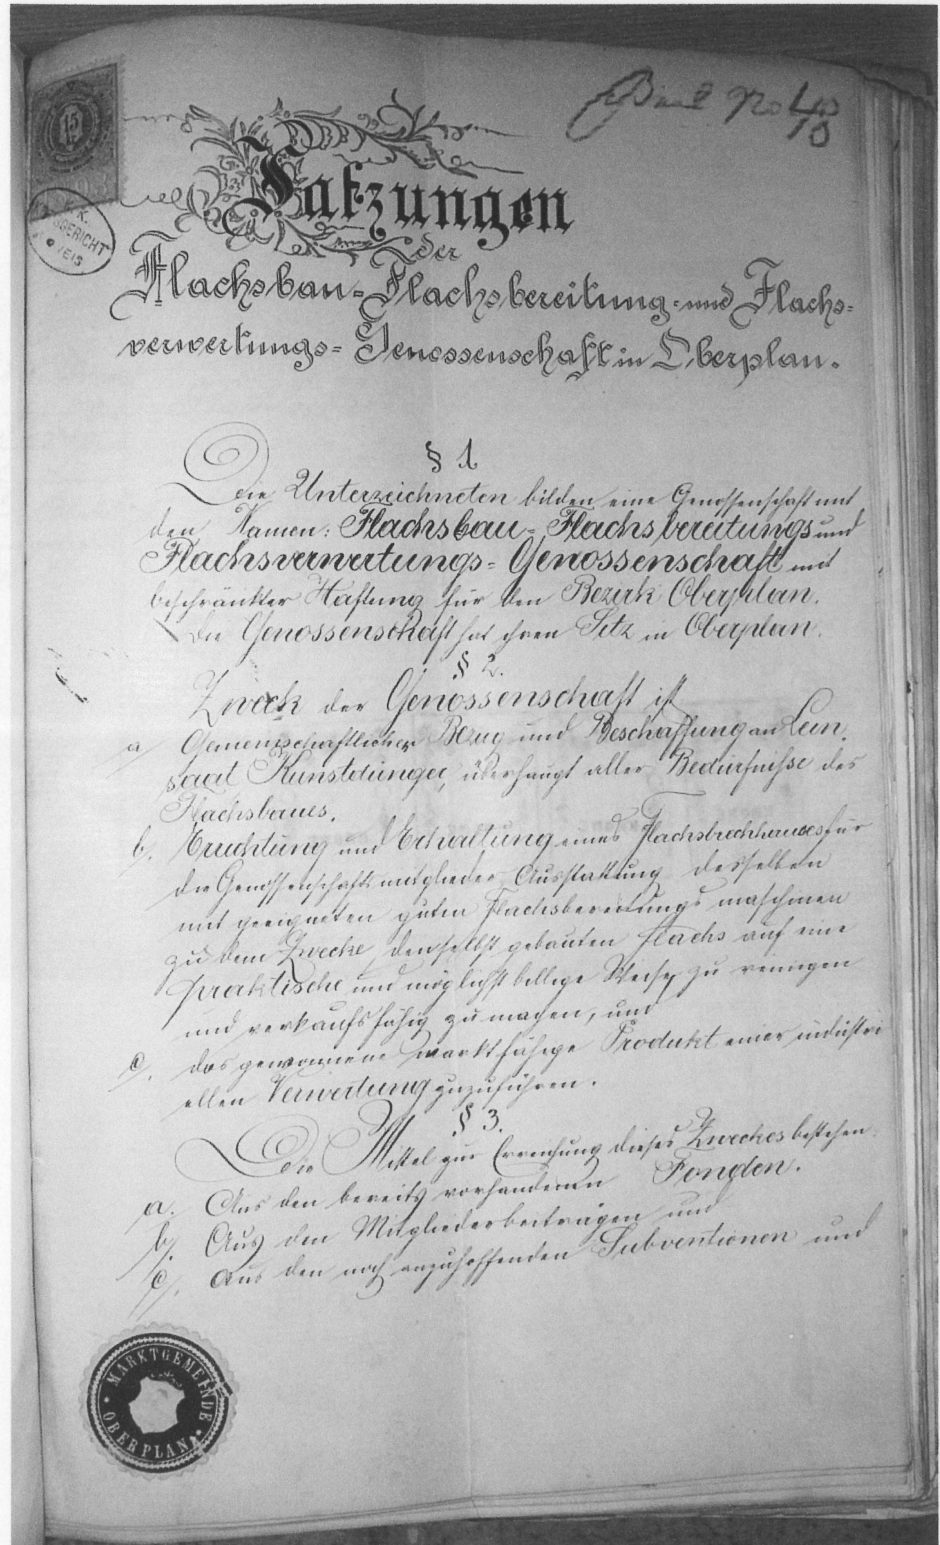 No
15
K. K.
Satzungen
der
Flachsbau-Flachsbereitung- und Flachs-
verwertungs-Genossenschaft in Oberplan.
§ 1
Die Unterzeichneten bilden eine Genossenschaft mit
den Namen: Flachsbau-Flachsbereitungs und
Flachsverwertungs-Genossenschaft mit
beschränkter Haftung für den Bezirk Oberplan.
Die Genossenschaft hat ihren Sitz in Oberplan.
§ 2.
Zweck der Genossenschaft ist
a/ Gemeinschaftlicher Bezug und Beschaffung an Lein-
saat Kunstdünger, überhaupt aller Bedürfnisse des
Flachsbaues.
b. Errichtung und Erhaltung eines Flachsbrechhauses für
die Genossenschaftsmitglieder Ausstattung desselben
mit geeigneten guten Flachsbereitungsmaschinen
zu dem Zwecke, den selbst gebauten Flachs auf eine
praktische und möglichst billige Weise zu reinigen
und verkaufsfähig zu machen, und
c. das gewonnene marktfähige Produkt einer industri
ellen Verwertung zuzuführen.
§ 3.
Die Mittel zur Erreichung dieses Zweckes bestehen:
a. Aus den bereits vorhandenen Fonden.
b. Aus den Mitgliederbeiträgen und
c. Aus den noch anzuhoffenden Subventionen und
MARKTGEMEINDE
OBERPLAN